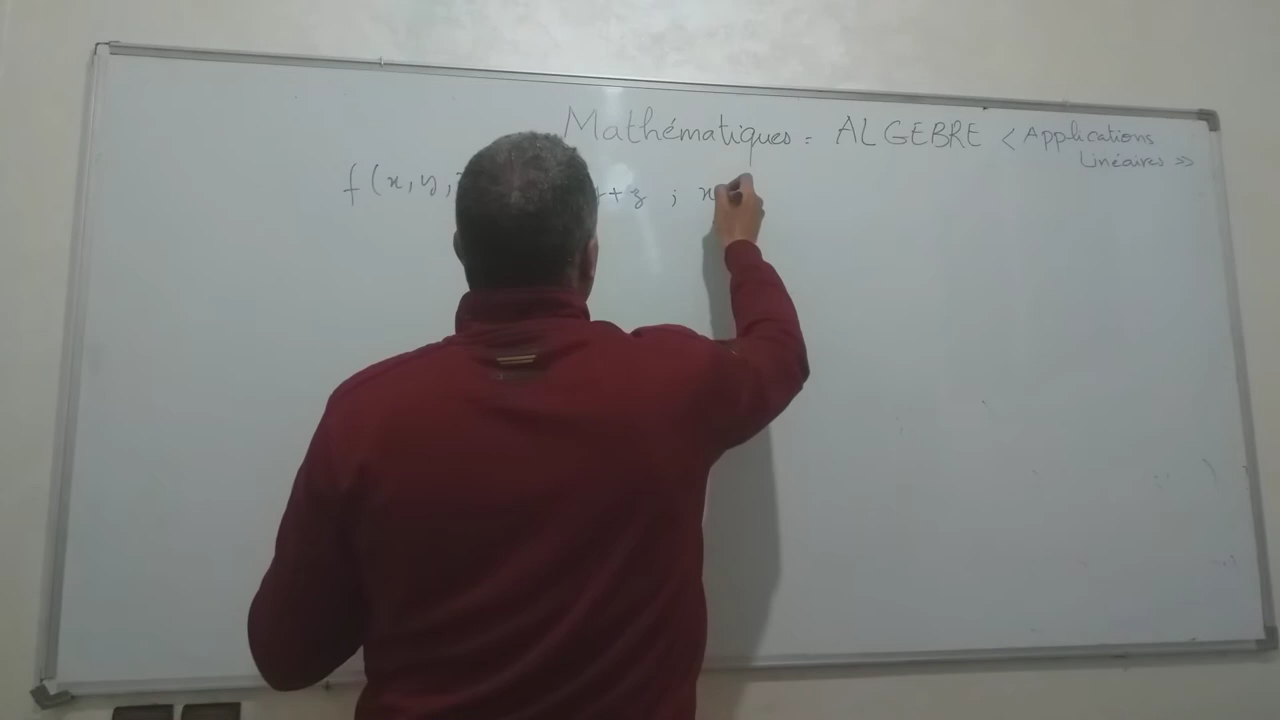 Mathématiques = ALGEBRE < Applications
Linéaires >>
f(x, y, + z ; x